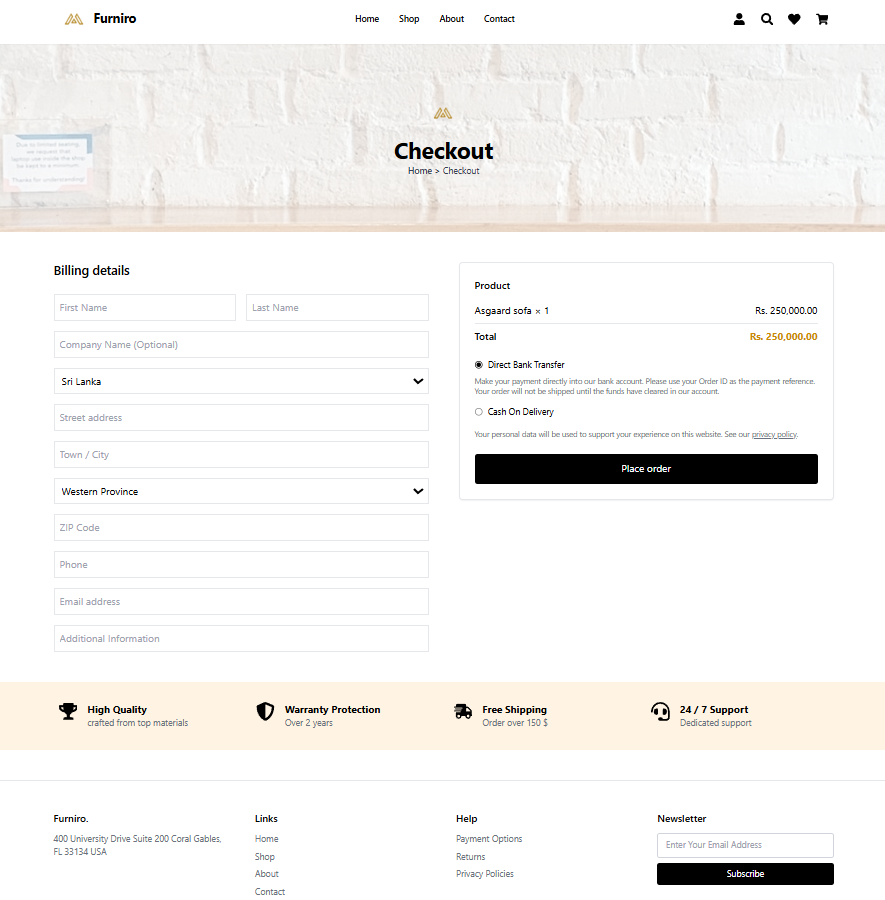 Furniro
Home Shop About Contact
Due to limited seating,
we request that
laptop use inside the shop
be kept to a minimum.
Thanks for understanding!
Checkout
Home > Checkout
Billing details
First Name
Last Name
Company Name (Optional)
Sri Lanka
Street address
Town / City
Western Province
ZIP Code
Phone
Email address
Additional Information
Product
Asgaard sofa × 1 Rs. 250,000.00
Total Rs. 250,000.00
Direct Bank Transfer
Make your payment directly into our bank account. Please use your Order ID as the payment reference.
Your order will not be shipped until the funds have cleared in our account.
Cash On Delivery
Your personal data will be used to support your experience on this website. See our privacy policy.
Place order
High Quality
crafted from top materials
Warranty Protection
Over 2 years
Free Shipping
Order over 150 $
24 / 7 Support
Dedicated support
Furniro.
400 University Drive Suite 200 Coral Gables,
FL 33134 USA
Links
Home
Shop
About
Contact
Help
Payment Options
Returns
Privacy Policies
Newsletter
Enter Your Email Address
Subscribe